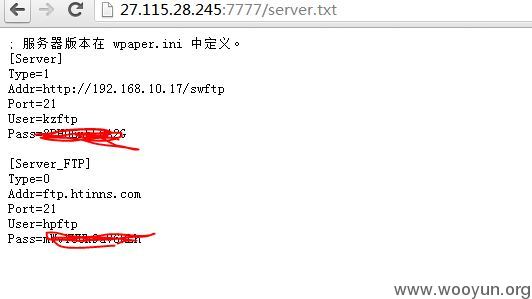 27.115.28.245:7777/server.txt
; 服务器版本在 wpaper.ini 中定义。
[Server]
Type=1
Addr=http://192.168.10.17/swftp
Port=21
User=kzftp
Pass=
[Server_FTP]
Type=0
Addr=ftp.htinns.com
Port=21
User=hpftp
Pass=
www.wooyun.org